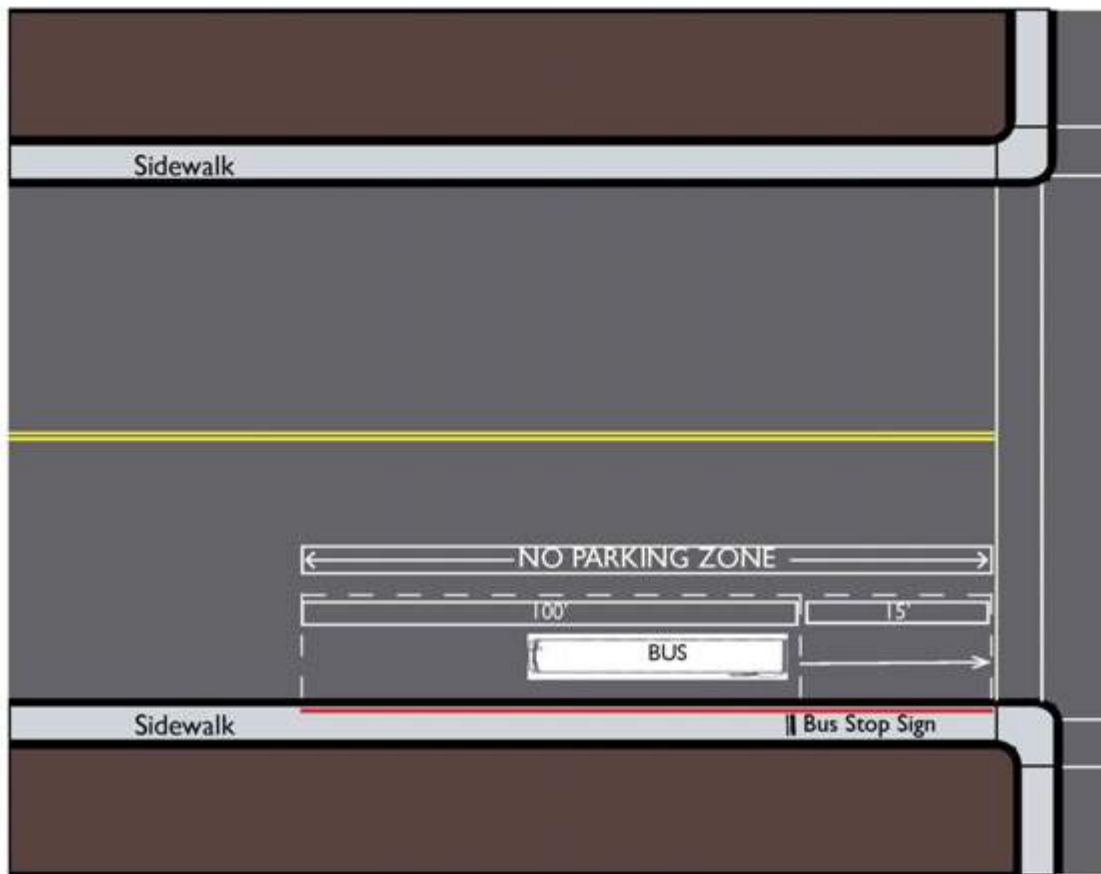 Sidewalk
NO PARKING ZONE
100'
15'
BUS
Sidewalk
Bus Stop Sign